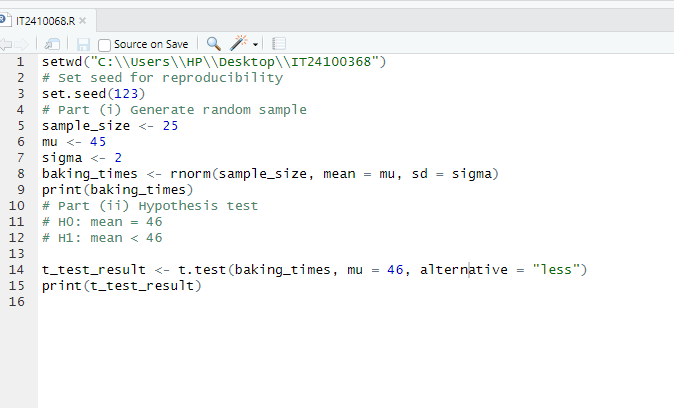 IT2410068.R
Source on Save
1 setwd("C:\\Users\\HP\\Desktop\\IT24100368")
2 # Set seed for reproducibility
3 set.seed(123)
4 # Part (i) Generate random sample
5 sample_size <- 25
6 mu <- 45
7 sigma <- 2
8 baking_times <- rnorm(sample_size, mean = mu, sd = sigma)
9 print(baking_times)
10 # Part (ii) Hypothesis test
11 # H0: mean = 46
12 # H1: mean < 46
13
14 t_test_result <- t.test(baking_times, mu = 46, alternative = "less")
15 print(t_test_result)
16